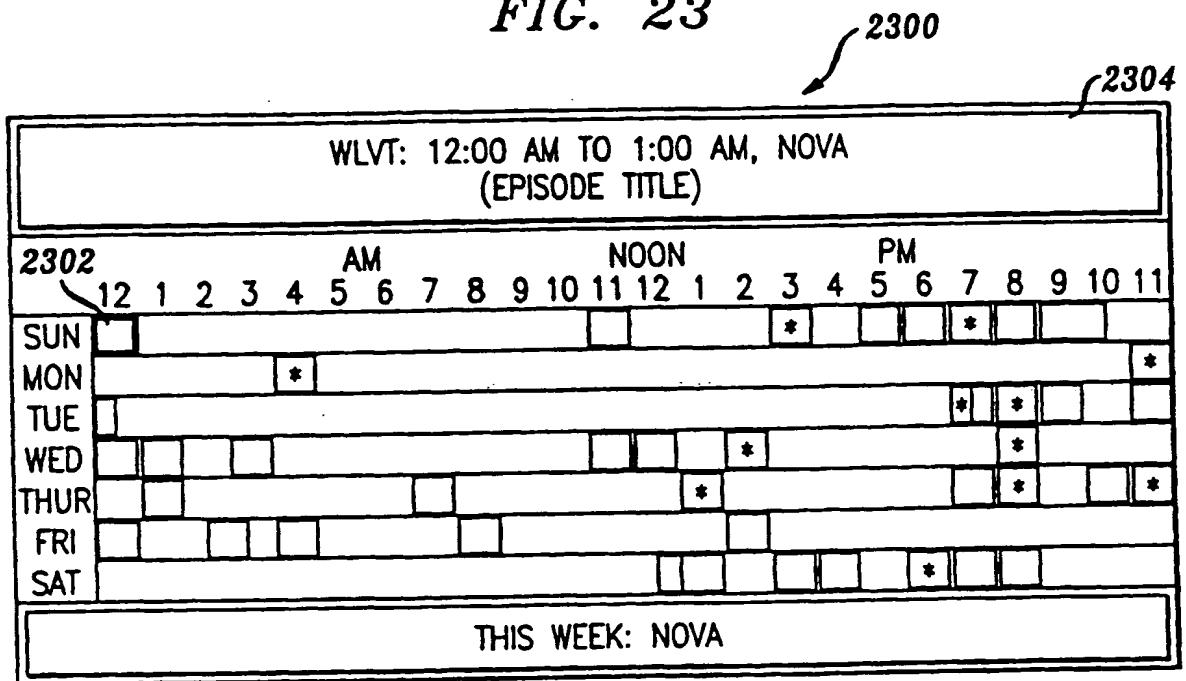 FIG. 23
2300
2304
WLVT: 12:00 AM TO 1:00 AM, NOVA
(EPISODE TITLE)
2302
AM NOON PM
12 1 2 3 4 5 6 7 8 9 10 11 12 1 2 3 4 5 6 7 8 9 10 11
SUN * *
MON * *
TUE * *
WED * *
THUR * * *
FRI
SAT *
THIS WEEK: NOVA